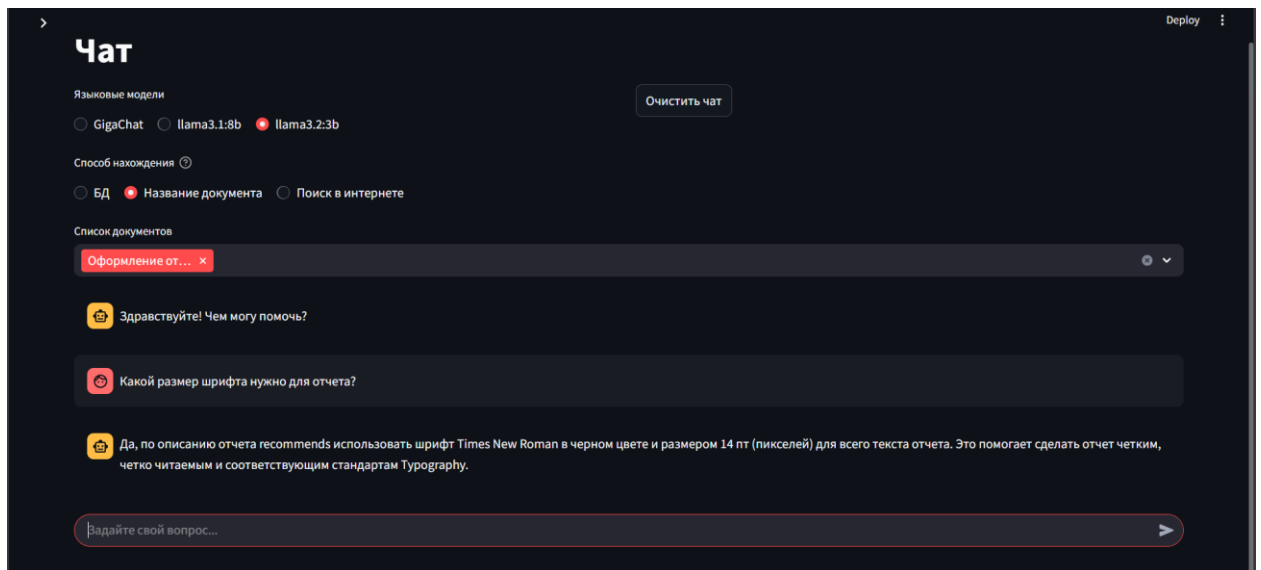 Deploy
Чат
Языковые модели
Очистить чат
GigaChat llama3.1:8b llama3.2:3b
Способ нахождения
БД Название документа Поиск в интернете
Список документов
Оформление от...
Здравствуйте! Чем могу помочь?
Какой размер шрифта нужно для отчета?
Да, по описанию отчета recommends использовать шрифт Times New Roman в черном цвете и размером 14 пт (пикселей) для всего текста отчета. Это помогает сделать отчет четким,
четко читаемым и соответствующим стандартам Typography.
Задайте свой вопрос...